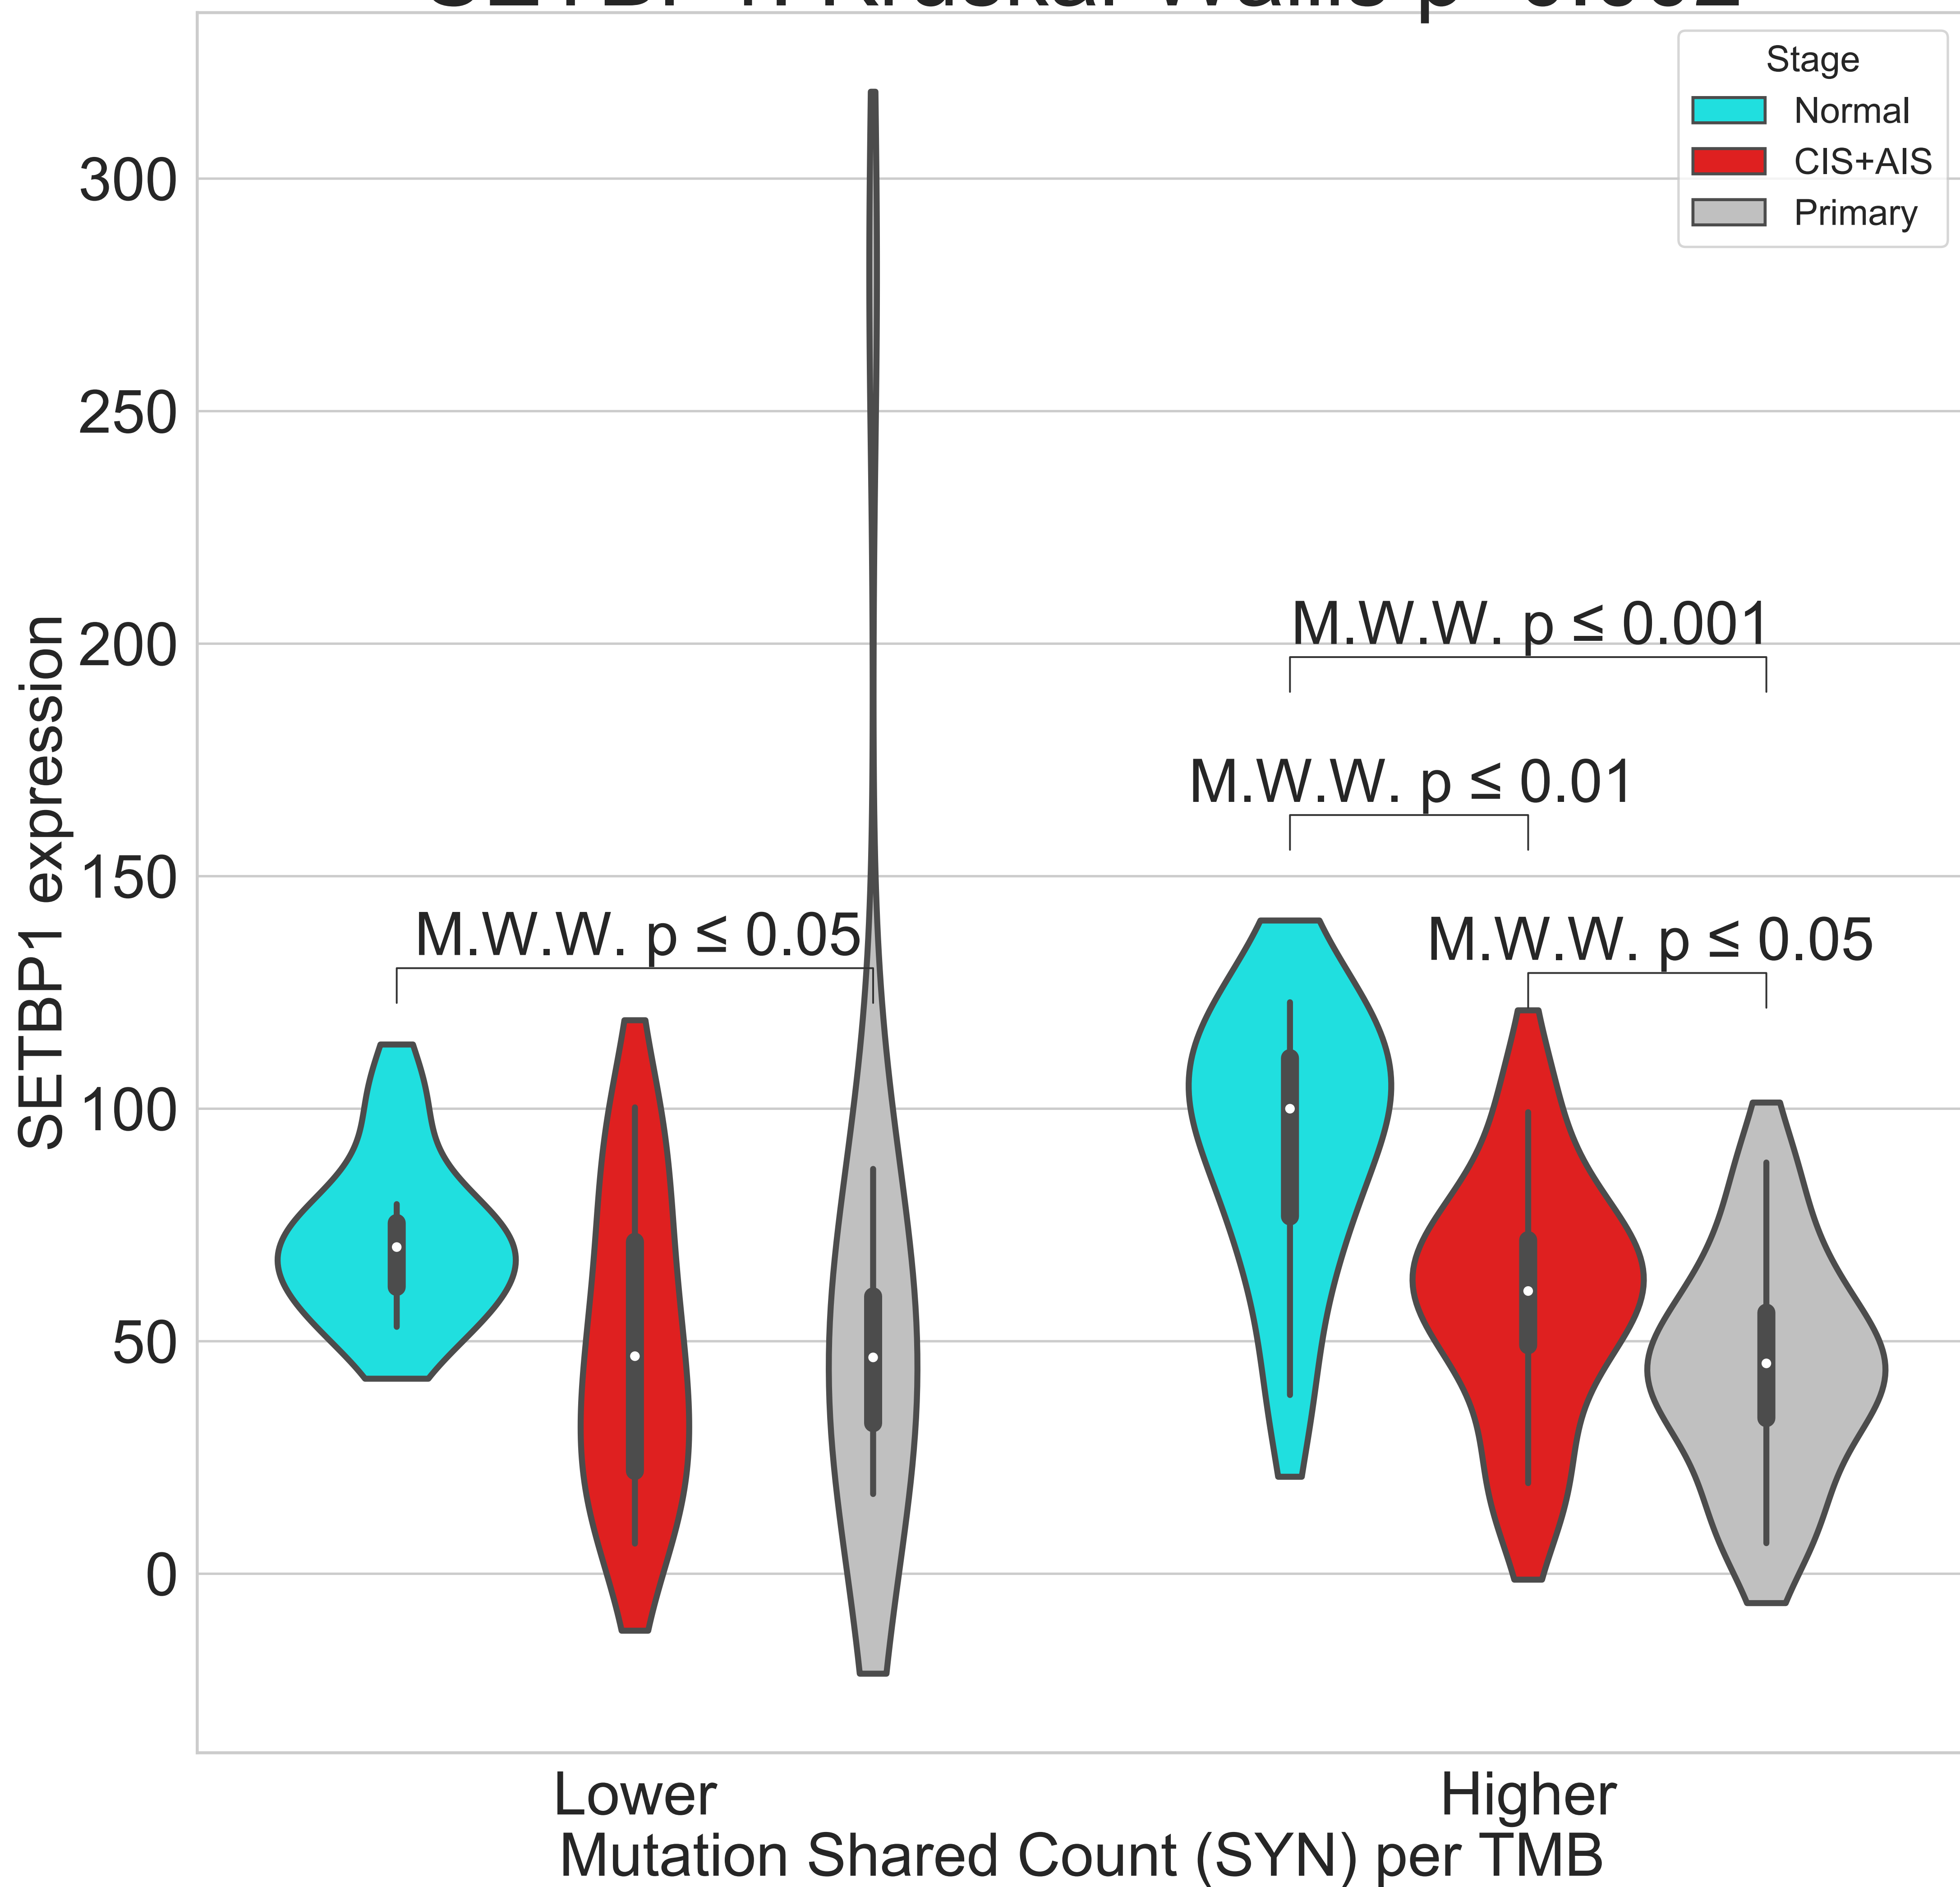 Stage
Normal
CIS+AIS
Primary
300
250
200
150
100
50
0
SETBP1 expression
M.W.W. p ≤ 0.001
M.W.W. p ≤ 0.01
M.W.W. p ≤ 0.05
M.W.W. p ≤ 0.05
Lower
Higher
Mutation Shared Count (SYN) per TMB